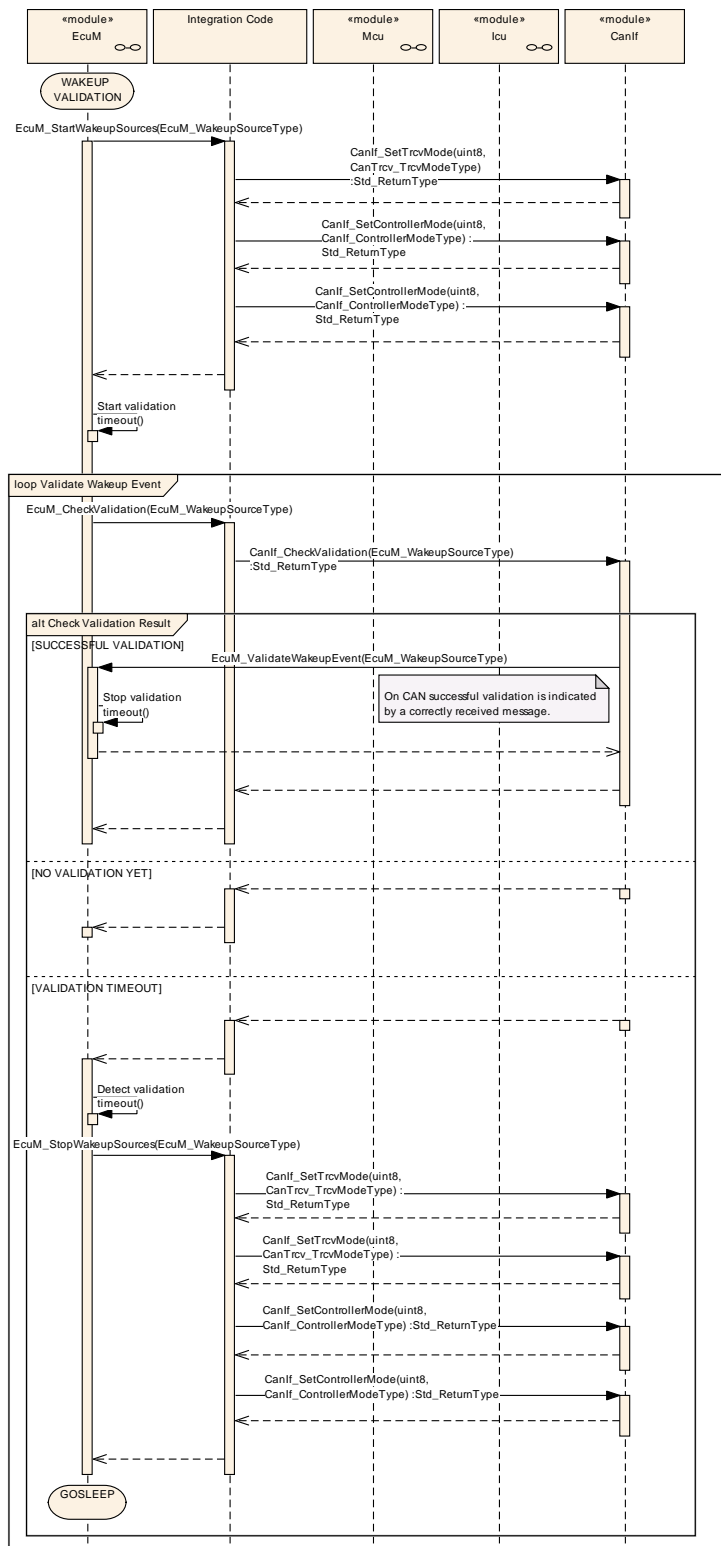 «module»
EcuM
Integration Code
«module»
Mcu
«module»
Icu
«module»
CanIf
WAKEUP
VALIDATION
EcuM_StartWakeupSources(EcuM_WakeupSourceType)
CanIf_SetTrcvMode(uint8,
CanTrcv_TrcvModeType)
:Std_ReturnType
CanIf_SetControllerMode(uint8,
CanIf_ControllerModeType) :
Std_ReturnType
CanIf_SetControllerMode(uint8,
CanIf_ControllerModeType) :
Std_ReturnType
Start validation
timeout()
loop Validate Wakeup Event
EcuM_CheckValidation(EcuM_WakeupSourceType)
CanIf_CheckValidation(EcuM_WakeupSourceType)
:Std_ReturnType
alt Check Validation Result
[SUCCESSFUL VALIDATION]
EcuM_ValidateWakeupEvent(EcuM_WakeupSourceType)
Stop validation
timeout()
On CAN successful validation is indicated
by a correctly received message.
[NO VALIDATION YET]
[VALIDATION TIMEOUT]
Detect validation
timeout()
EcuM_StopWakeupSources(EcuM_WakeupSourceType)
CanIf_SetTrcvMode(uint8,
CanTrcv_TrcvModeType) :
Std_ReturnType
CanIf_SetTrcvMode(uint8,
CanTrcv_TrcvModeType) :
Std_ReturnType
CanIf_SetControllerMode(uint8,
CanIf_ControllerModeType) :Std_ReturnType
CanIf_SetControllerMode(uint8,
CanIf_ControllerModeType) :Std_ReturnType
GOSLEEP